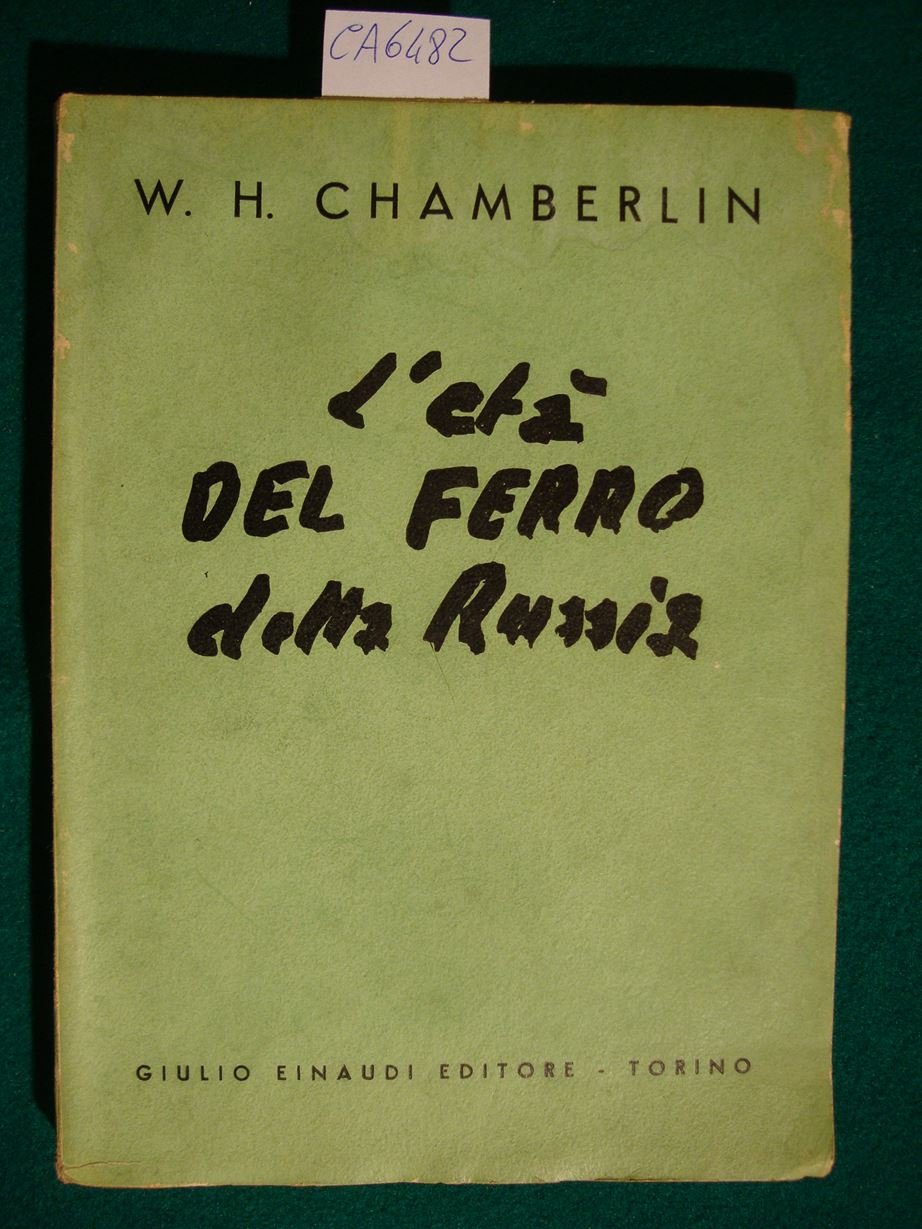 CA6482
W. H. CHAMBERLIN
l'età
DEL FERRO
della Russia
GIULIO EINAUDI EDITORE - TORINO